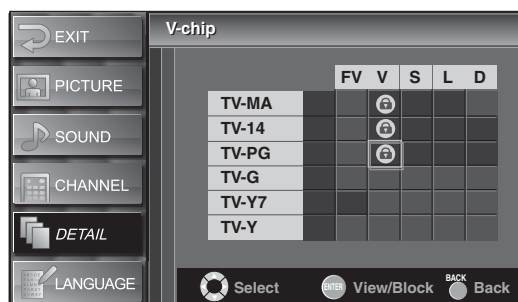 EXIT
PICTURE
SOUND
CHANNEL
DETAIL
LANGUAGE
V-chip
FV V S L D
TV-MA
TV-14
TV-PG
TV-G
TV-Y7
TV-Y
Select
ENTER View/Block
BACK Back